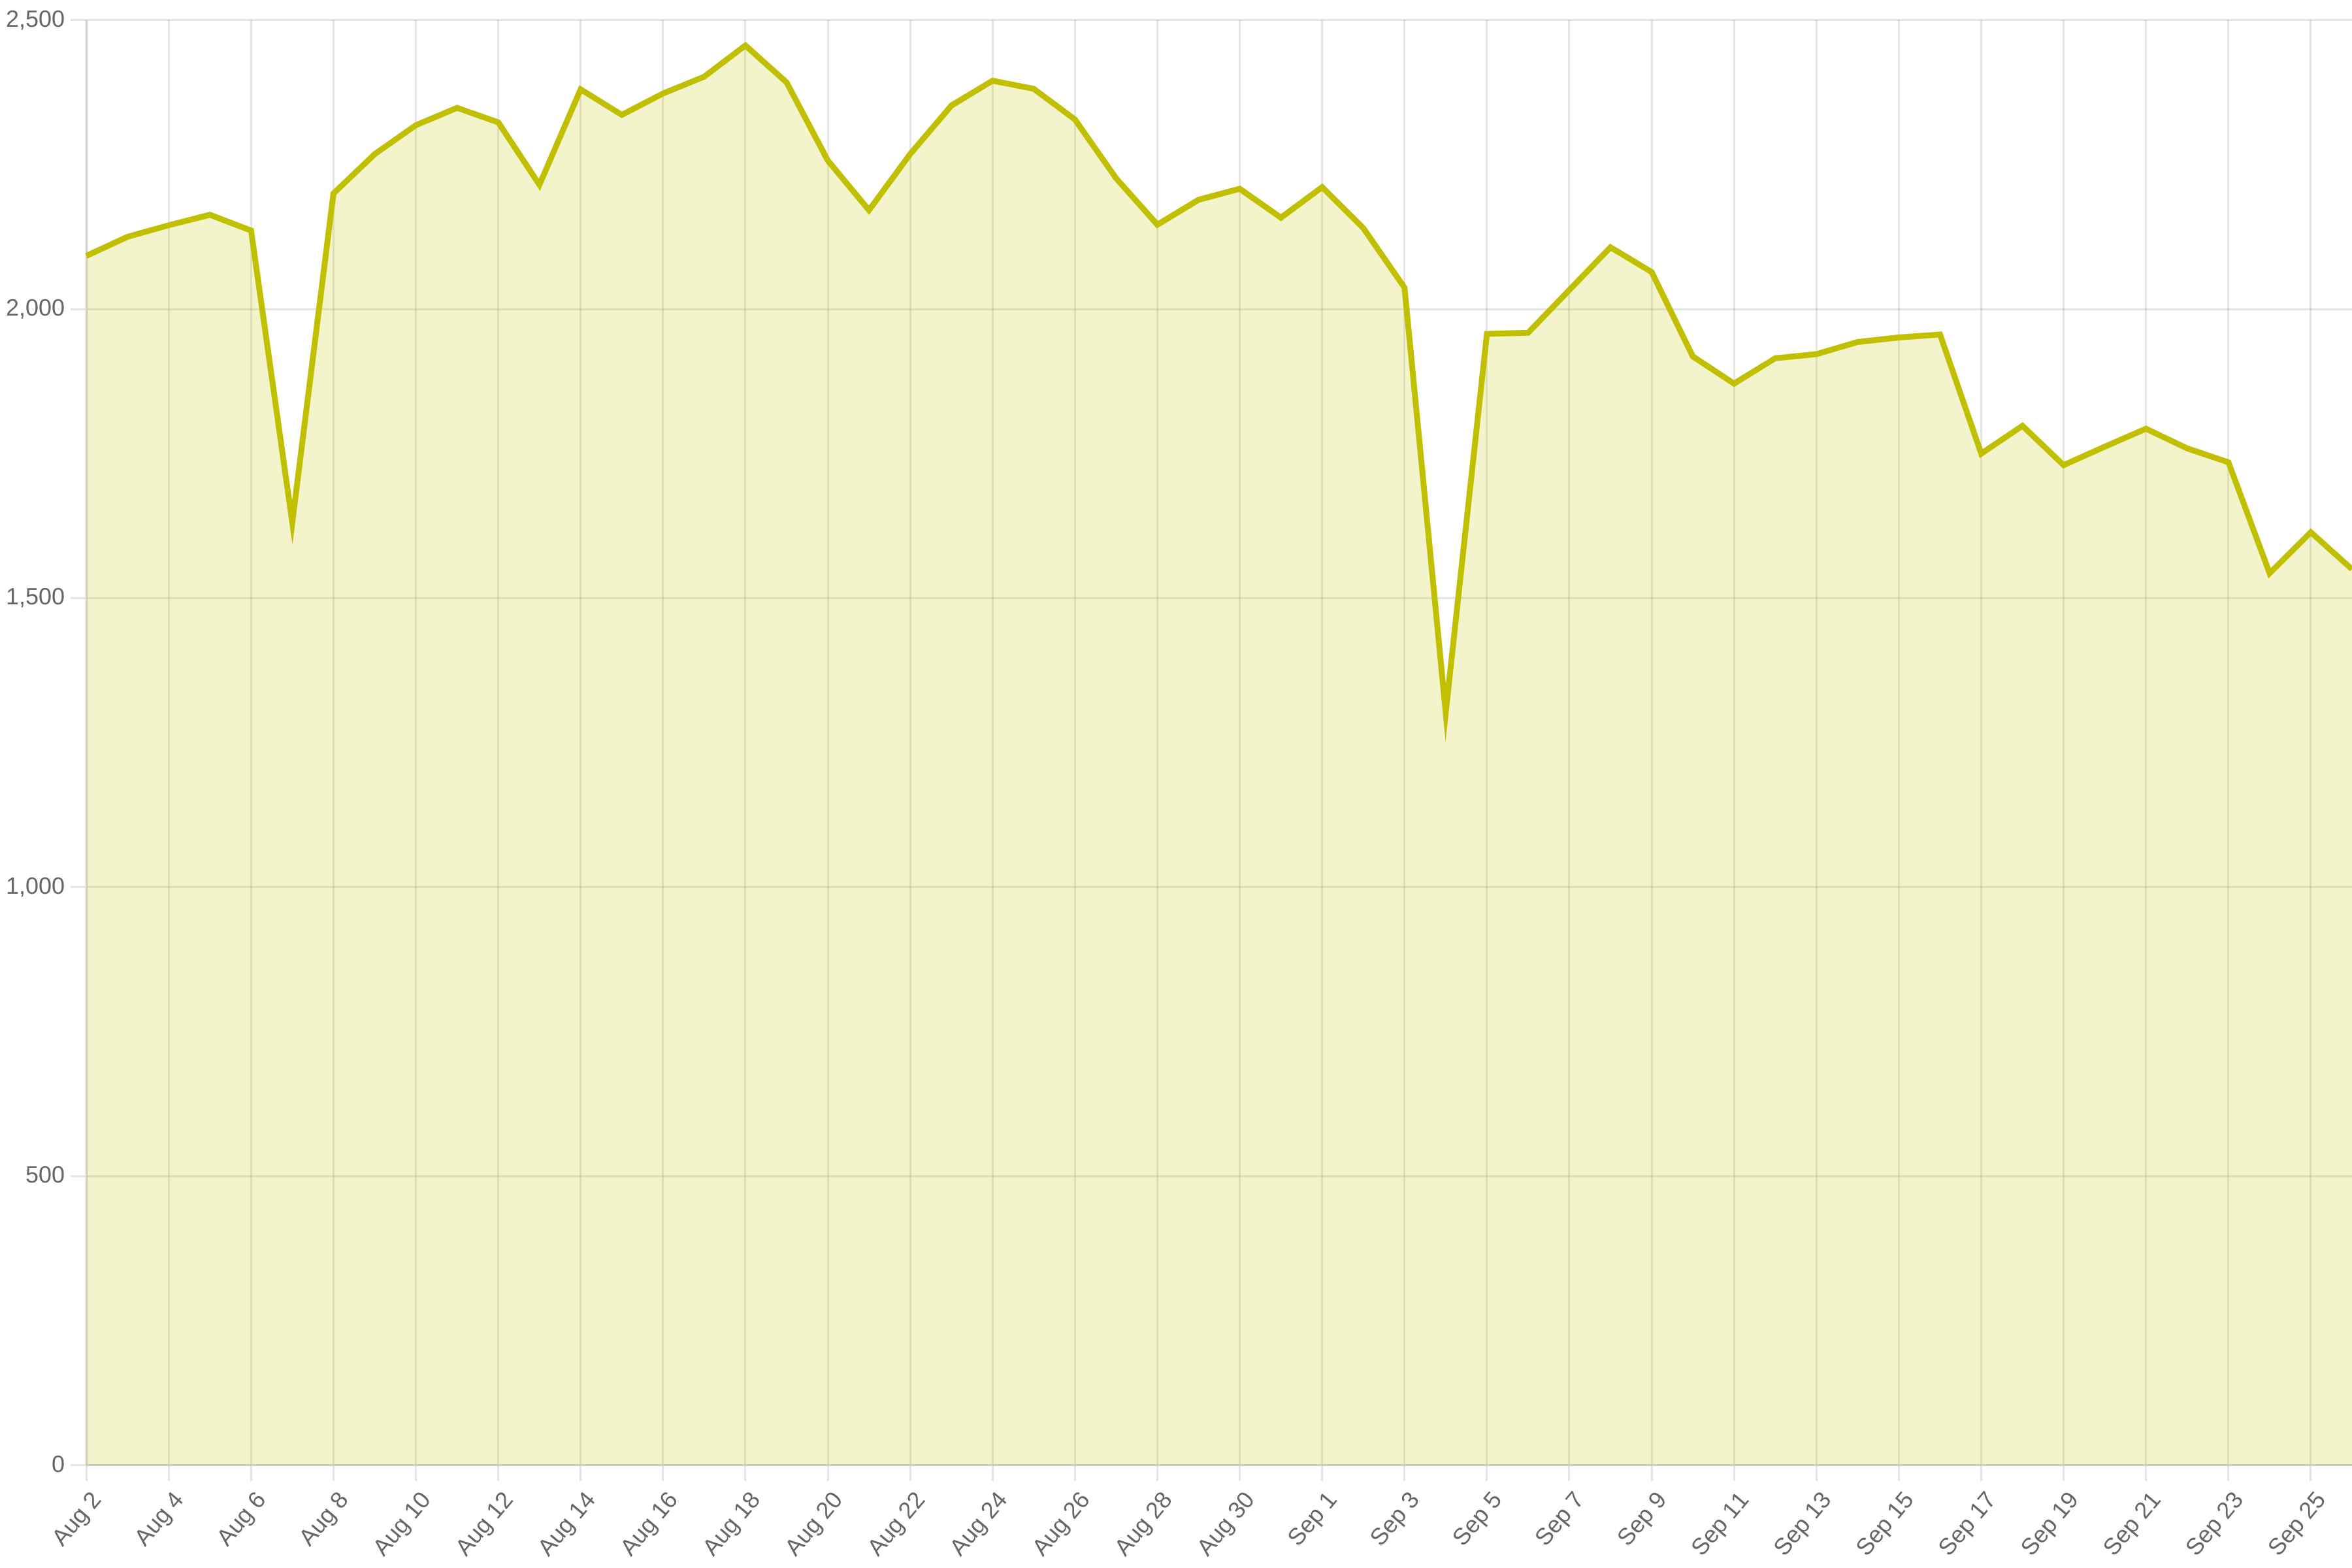 2,500
2,000
1,500
1,000
500
0
Aug 2
Aug 4
Aug 6
Aug 8
Aug 10
Aug 12
Aug 14
Aug 16
Aug 18
Aug 20
Aug 22
Aug 24
Aug 26
Aug 28
Aug 30
Sep 1
Sep 3
Sep 5
Sep 7
Sep 9
Sep 11
Sep 13
Sep 15
Sep 17
Sep 19
Sep 21
Sep 23
Sep 25